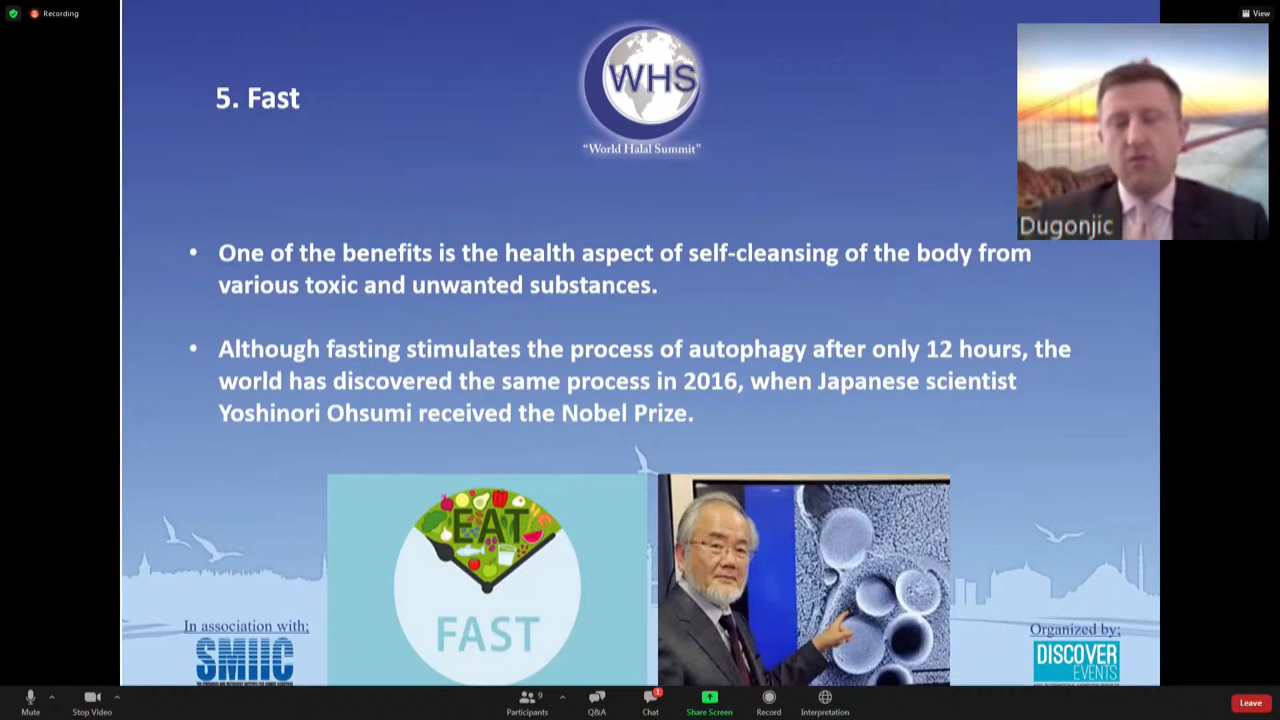 Recording
View
5. Fast
WHS
"World Halal Summit"
Dugonjic
• One of the benefits is the health aspect of self-cleansing of the body from
various toxic and unwanted substances.
• Although fasting stimulates the process of autophagy after only 12 hours, the
world has discovered the same process in 2016, when Japanese scientist
Yoshinori Ohsumi received the Nobel Prize.
EAT
FAST
In association with;
SMIIC
Organized by;
DISCOVER
EVENTS
Mute
Stop Video
9
Participants
Q&A
1
Chat
Share Screen
Record
Interpretation
Leave